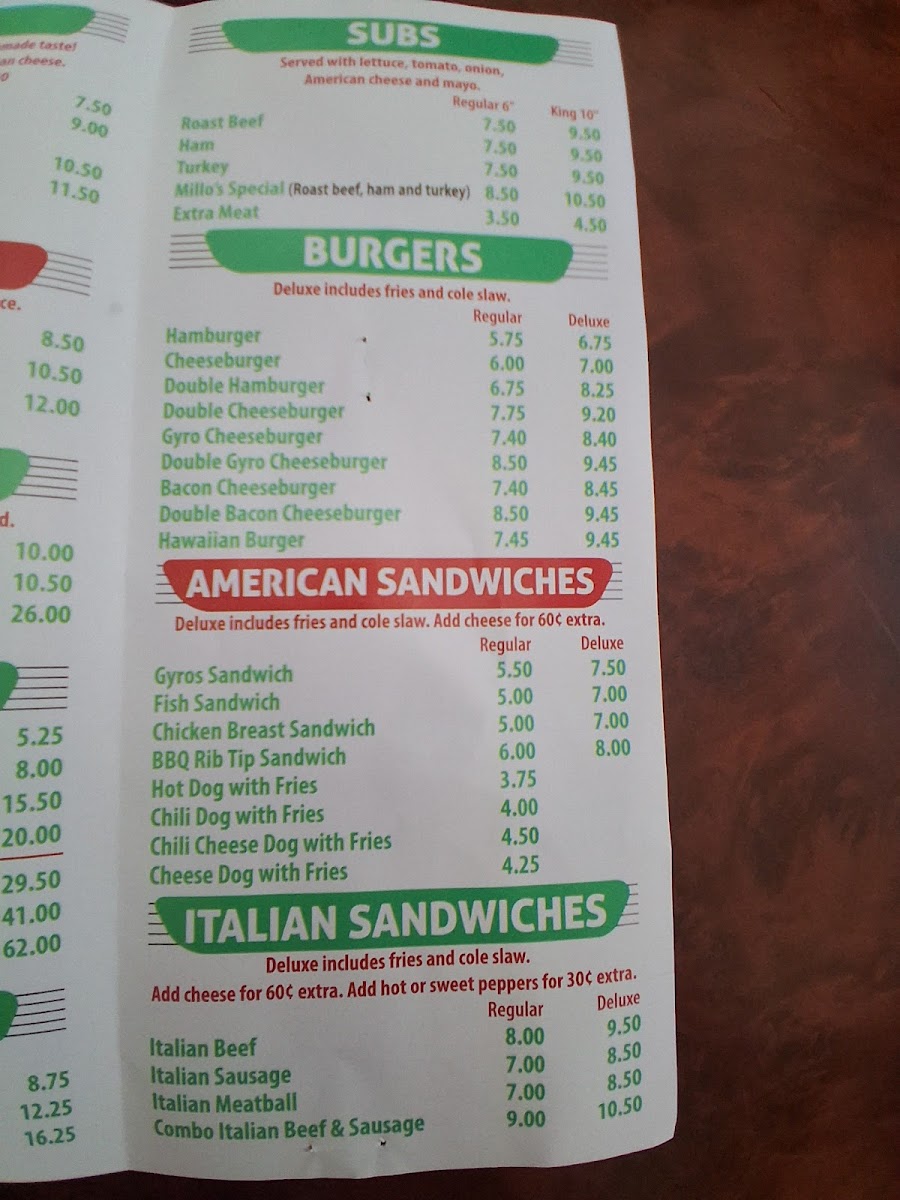 made taste!
an cheese.
0
7.50
9.00
10.50
11.50
ce.
8.50
10.50
12.00
d.
10.00
10.50
26.00
5.25
8.00
15.50
20.00
29.50
41.00
62.00
8.75
12.25
16.25
SUBS
Served with lettuce, tomato, onion,
American cheese and mayo.
Regular 6" King 10"
Roast Beef 7.50 9.50
Ham 7.50 9.50
Turkey 7.50 9.50
Millo's Special (Roast beef, ham and turkey) 8.50 10.50
Extra Meat 3.50 4.50
BURGERS
Deluxe includes fries and cole slaw.
Regular Deluxe
Hamburger 5.75 6.75
Cheeseburger 6.00 7.00
Double Hamburger 6.75 8.25
Double Cheeseburger 7.75 9.20
Gyro Cheeseburger 7.40 8.40
Double Gyro Cheeseburger 8.50 9.45
Bacon Cheeseburger 7.40 8.45
Double Bacon Cheeseburger 8.50 9.45
Hawaiian Burger 7.45 9.45
AMERICAN SANDWICHES
Deluxe includes fries and cole slaw. Add cheese for 60¢ extra.
Regular Deluxe
Gyros Sandwich 5.50 7.50
Fish Sandwich 5.00 7.00
Chicken Breast Sandwich 5.00 7.00
BBQ Rib Tip Sandwich 6.00 8.00
Hot Dog with Fries 3.75
Chili Dog with Fries 4.00
Chili Cheese Dog with Fries 4.50
Cheese Dog with Fries 4.25
ITALIAN SANDWICHES
Deluxe includes fries and cole slaw.
Add cheese for 60¢ extra. Add hot or sweet peppers for 30¢ extra.
Regular Deluxe
Italian Beef 8.00 9.50
Italian Sausage 7.00 8.50
Italian Meatball 7.00 8.50
Combo Italian Beef & Sausage 9.00 10.50